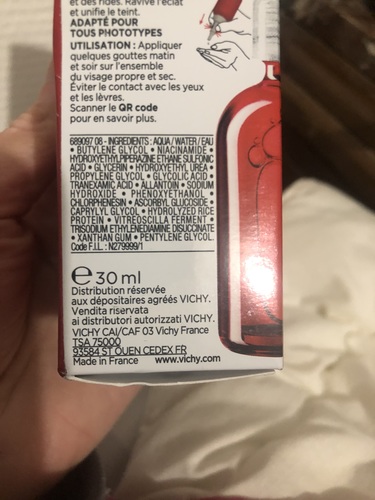 et des rides. Ravive l'éclat
et unifie le teint.
ADAPTÉ POUR
TOUS PHOTOTYPES
UTILISATION : Appliquer
quelques gouttes matin
et soir sur l'ensemble
du visage propre et sec.
Éviter le contact avec les yeux
et les lèvres.
Scanner le QR code
pour en savoir plus.
689097 08 - INGREDIENTS : AQUA / WATER / EAU
• BUTYLENE GLYCOL • NIACINAMIDE •
HYDROXYETHYLPIPERAZINE ETHANE SULFONIC
ACID • GLYCERIN • HYDROXYETHYL UREA •
PROPYLENE GLYCOL • GLYCOLIC ACID •
TRANEXAMIC ACID • ALLANTOIN • SODIUM
HYDROXIDE • PHENOXYETHANOL •
CHLORPHENESIN • ASCORBYL GLUCOSIDE •
CAPRYLYL GLYCOL • HYDROLYZED RICE
PROTEIN • VITREOSCILLA FERMENT •
TRISODIUM ETHYLENEDIAMINE DISUCCINATE
• XANTHAN GUM • PENTYLENE GLYCOL.
Code F.I.L. : N279999/1
e 30 ml
Distribution réservée
aux dépositaires agréés VICHY.
Vendita riservata
ai distributori autorizzati VICHY.
VICHY CAI/CAF 03 Vichy France
TSA 75000
93584 ST OUEN CEDEX FR
Made in France www.vichy.com